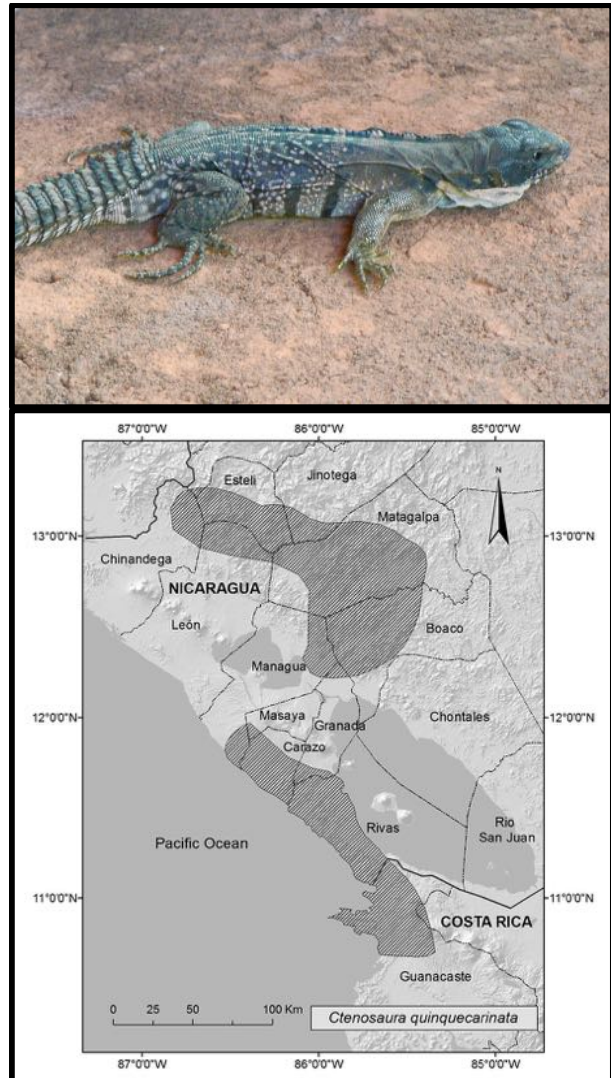 87°0'0"W 86°0'0"W 85°0'0"W
N
Esteli
Jinotega
Matagalpa
13°0'0"N 13°0'0"N
Chinandega
NICARAGUA
León
Boaco
Managua
12°0'0"N 12°0'0"N
Masaya
Granada
Chontales
Carazo
Rivas
Rio
San Juan
Pacific Ocean
11°0'0"N 11°0'0"N
COSTA RICA
Guanacaste
0 25 50 100 Km
Ctenosaura quinquecarinata
87°0'0"W 86°0'0"W 85°0'0"W